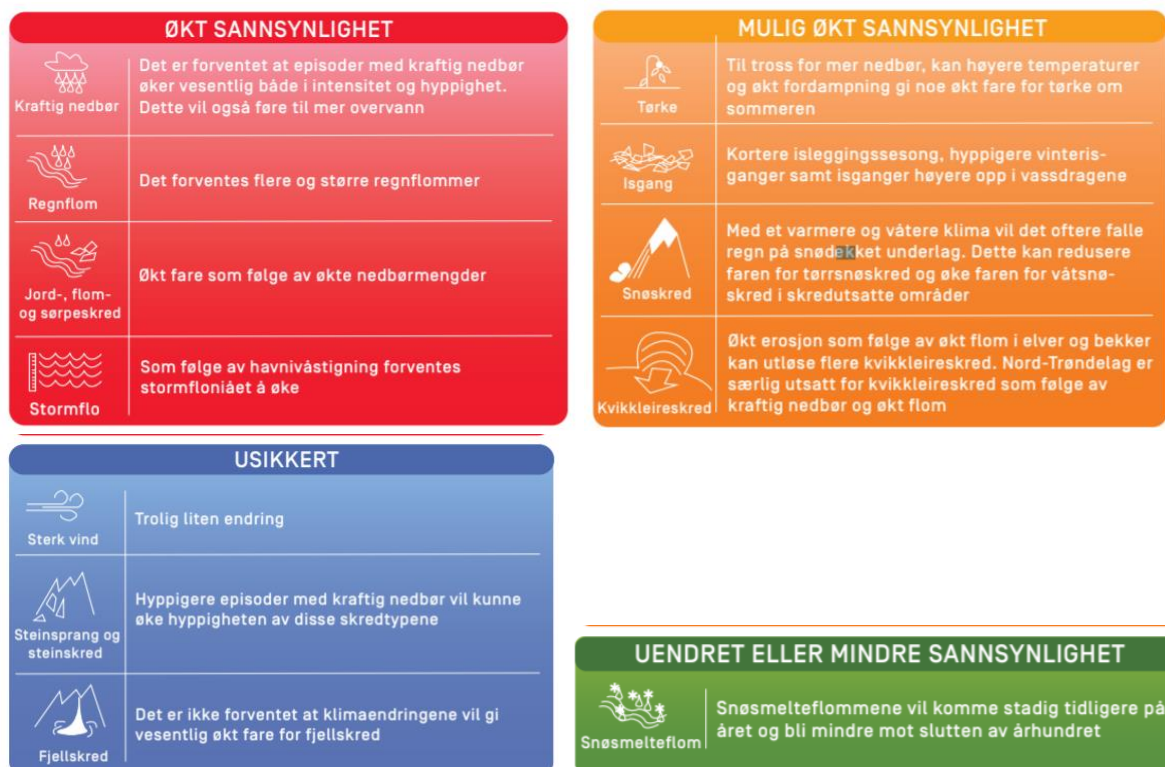 ØKT SANNSYNLIGHET
Kraftig nedbør
Det er forventet at episoder med kraftig nedbør
øker vesentlig både i intensitet og hyppighet.
Dette vil også føre til mer overvann
Regnflom
Det forventes flere og større regnflommer
Jord-, flom-
og sørpeskred
Økt fare som følge av økte nedbørmengder
Stormflo
Som følge av havnivåstigning forventes
stormfloniået å øke
MULIG ØKT SANNSYNLIGHET
Tørke
Til tross for mer nedbør, kan høyere temperaturer
og økt fordampning gi noe økt fare for tørke om
sommeren
Isgang
Kortere isleggingssesong, hyppigere vinteris-
ganger samt isganger høyere opp i vassdragene
Snøskred
Med et varmere og våtere klima vil det oftere falle
regn på snødekket underlag. Dette kan redusere
faren for tørrsnøskred og øke faren for våtsnø-
skred i skredutsatte områder
Kvikkleireskred
Økt erosjon som følge av økt flom i elver og bekker
kan utløse flere kvikkleireskred. Nord-Trøndelag er
særlig utsatt for kvikkleireskred som følge av
kraftig nedbør og økt flom
USIKKERT
Sterk vind
Trolig liten endring
Steinsprang og
steinskred
Hyppigere episoder med kraftig nedbør vil kunne
øke hyppigheten av disse skredtypene
Fjellskred
Det er ikke forventet at klimaendringene vil gi
vesentlig økt fare for fjellskred
UENDRET ELLER MINDRE SANNSYNLIGHET
Snøsmelteflom
Snøsmelteflommene vil komme stadig tidligere på
året og bli mindre mot slutten av århundret